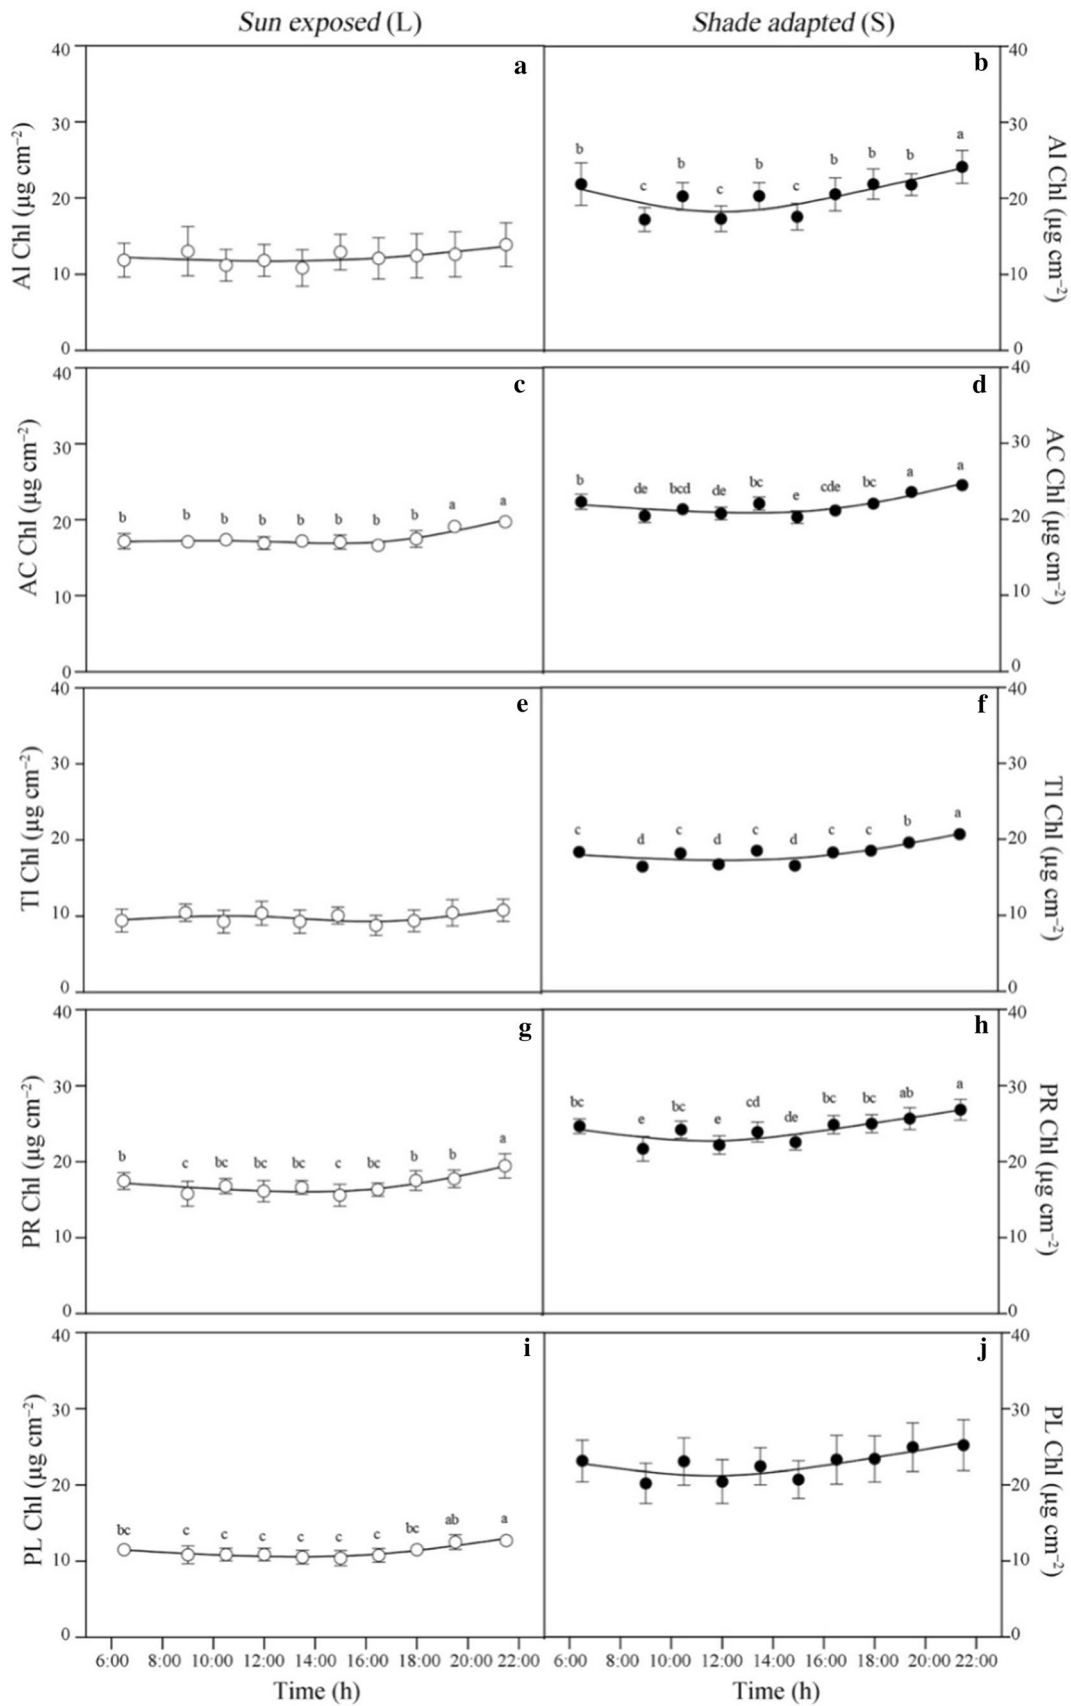 Sun exposed (L)
Shade adapted (S)
a
40
30
20
10
0
Al Chl (µg cm⁻²)
b
b c b c b c b b b a
40
30
20
10
0
Al Chl (µg cm⁻²)
c
40
30
20
10
0
AC Chl (µg cm⁻²)
b b b b b b b b a a
d
b de bcd de bc e cde bc a a
40
30
20
10
0
AC Chl (µg cm⁻²)
e
40
30
20
10
0
Tl Chl (µg cm⁻²)
f
c d c d c d c c b a
40
30
20
10
0
Tl Chl (µg cm⁻²)
g
40
30
20
10
0
PR Chl (µg cm⁻²)
b c bc bc bc c bc b b a
h
bc e bc e cd de bc bc ab a
40
30
20
10
0
PR Chl (µg cm⁻²)
i
40
30
20
10
0
PL Chl (µg cm⁻²)
bc c c c c c c bc ab a
j
40
30
20
10
0
PL Chl (µg cm⁻²)
6:00 8:00 10:00 12:00 14:00 16:00 18:00 20:00 22:00
Time (h)
6:00 8:00 10:00 12:00 14:00 16:00 18:00 20:00 22:00
Time (h)